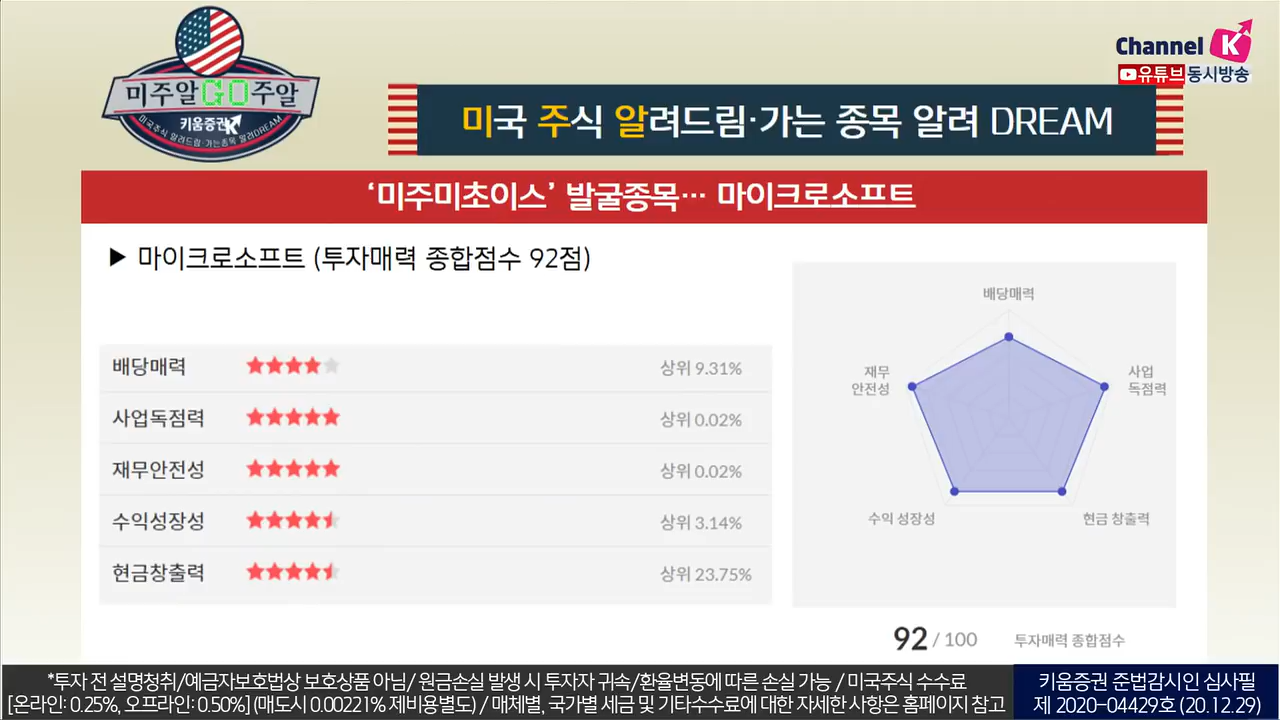 미주알GO주알
키움증권
미국주식 알려드림·가는종목 알려DREAM
Channel K
유튜브동시방송
미국 주식 알려드림·가는 종목 알려 DREAM
‘미주미초이스’ 발굴종목… 마이크로소프트
▶ 마이크로소프트 (투자매력 종합점수 92점)
배당매력 상위 9.31%
사업독점력 상위 0.02%
재무안전성 상위 0.02%
수익성장성 상위 3.14%
현금창출력 상위 23.75%
배당매력
재무
안전성
사업
독점력
수익 성장성
현금 창출력
92 / 100 투자매력 종합점수
*투자 전 설명청취/예금자보호법상 보호상품 아님/ 원금손실 발생 시 투자자 귀속/환율변동에 따른 손실 가능 / 미국주식 수수료
[온라인: 0.25%, 오프라인: 0.50%] (매도시 0.00221% 제비용별도) / 매체별, 국가별 세금 및 기타수수료에 대한 자세한 사항은 홈페이지 참고
키움증권 준법감시인 심사필
제 2020-04429호 (20.12.29)